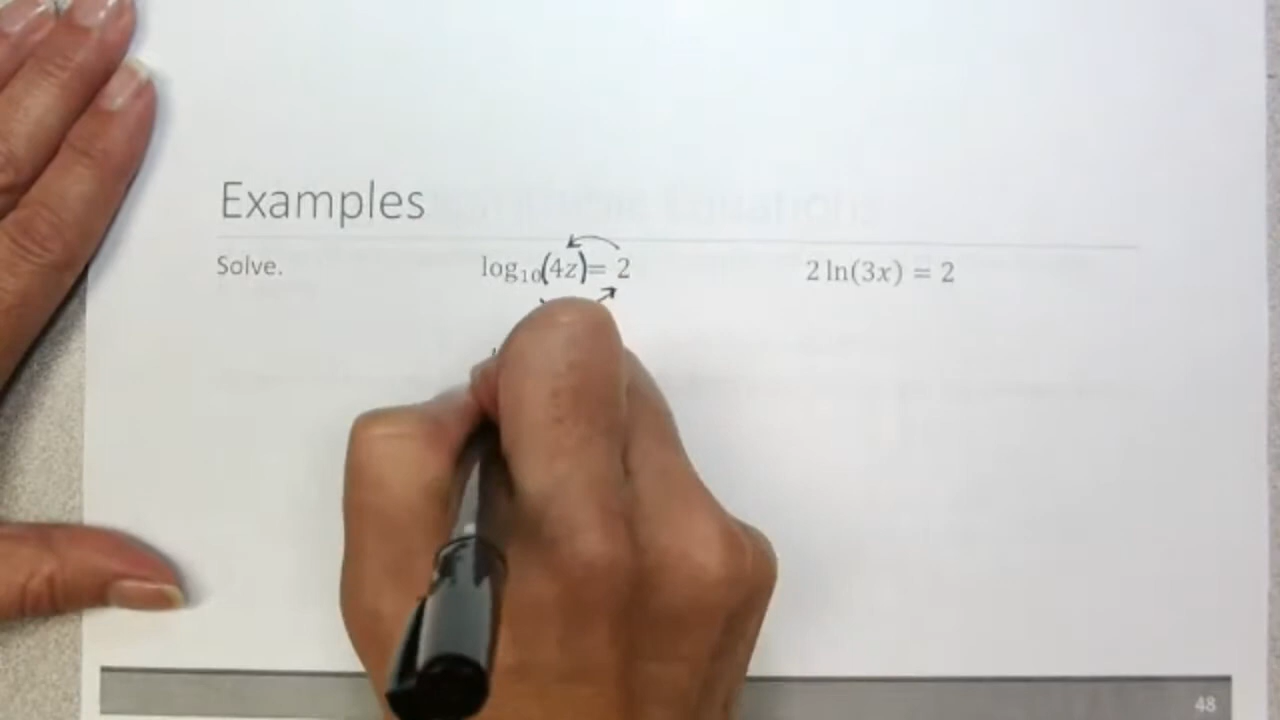 Examples
Solve. log₁₀(4z)= 2 2 ln(3x) = 2
48